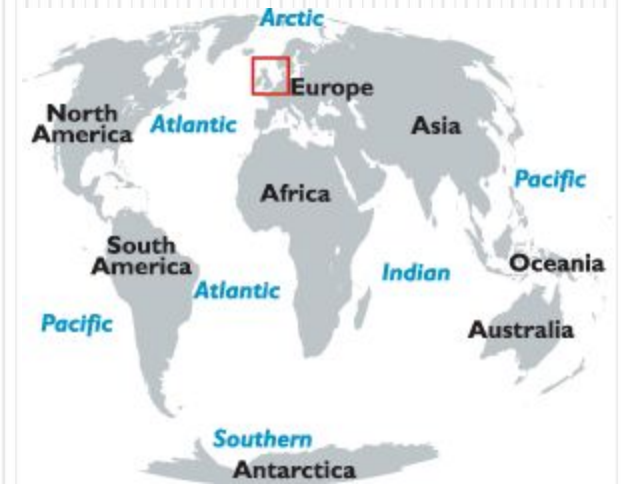 Arctic
Europe
North
America
Atlantic
Asia
Pacific
Africa
South
America
Atlantic
Indian
Oceania
Pacific
Australia
Southern
Antarctica